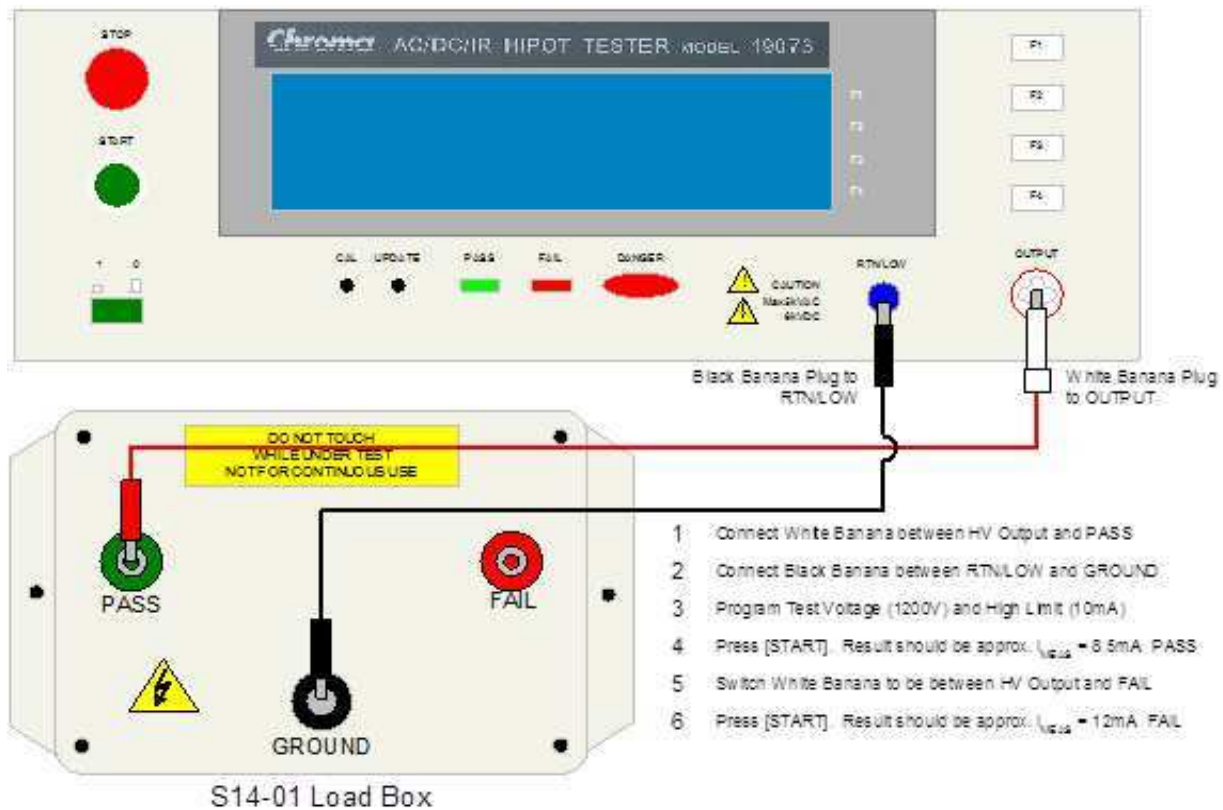 STOP
Chroma AC/DC/IR HIPOT TESTER MODEL 19073
F1
F2
F3
F4
START
F1
1 0
CAL UPDATE PASS FAIL DANGER
CAUTION
RTN/LOW
OUTPUT
Black Banana Plug to
RTN/LOW
White Banana Plug
to OUTPUT
DO NOT TOUCH
WHILE UNDER TEST
NOT FOR CONTINUOUS USE
PASS
FAIL
GROUND
S14-01 Load Box
1 Connect White Banana between HV Output and PASS
2 Connect Black Banana between RTN/LOW and GROUND
3 Program Test Voltage (1200V) and High Limit (10mA)
4 Press [START]. Result should be approx. I_MEAS = 8.5mA PASS
5 Switch White Banana to be between HV Output and FAIL
6 Press [START]. Result should be approx. I_MEAS = 12mA FAIL